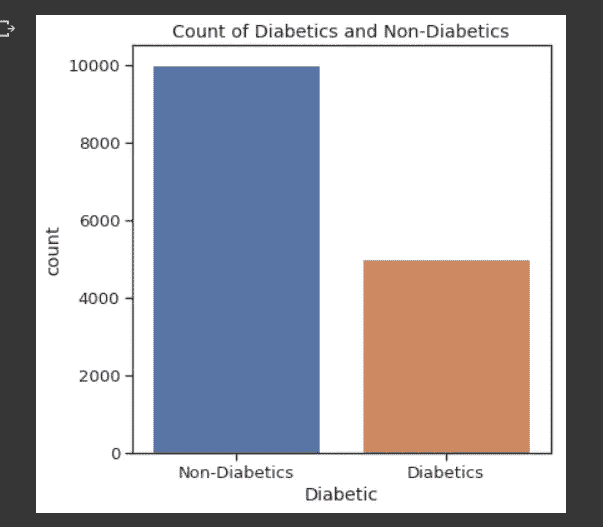 Count of Diabetics and Non-Diabetics
10000
8000
6000
4000
2000
0
count
Non-Diabetics Diabetics
Diabetic